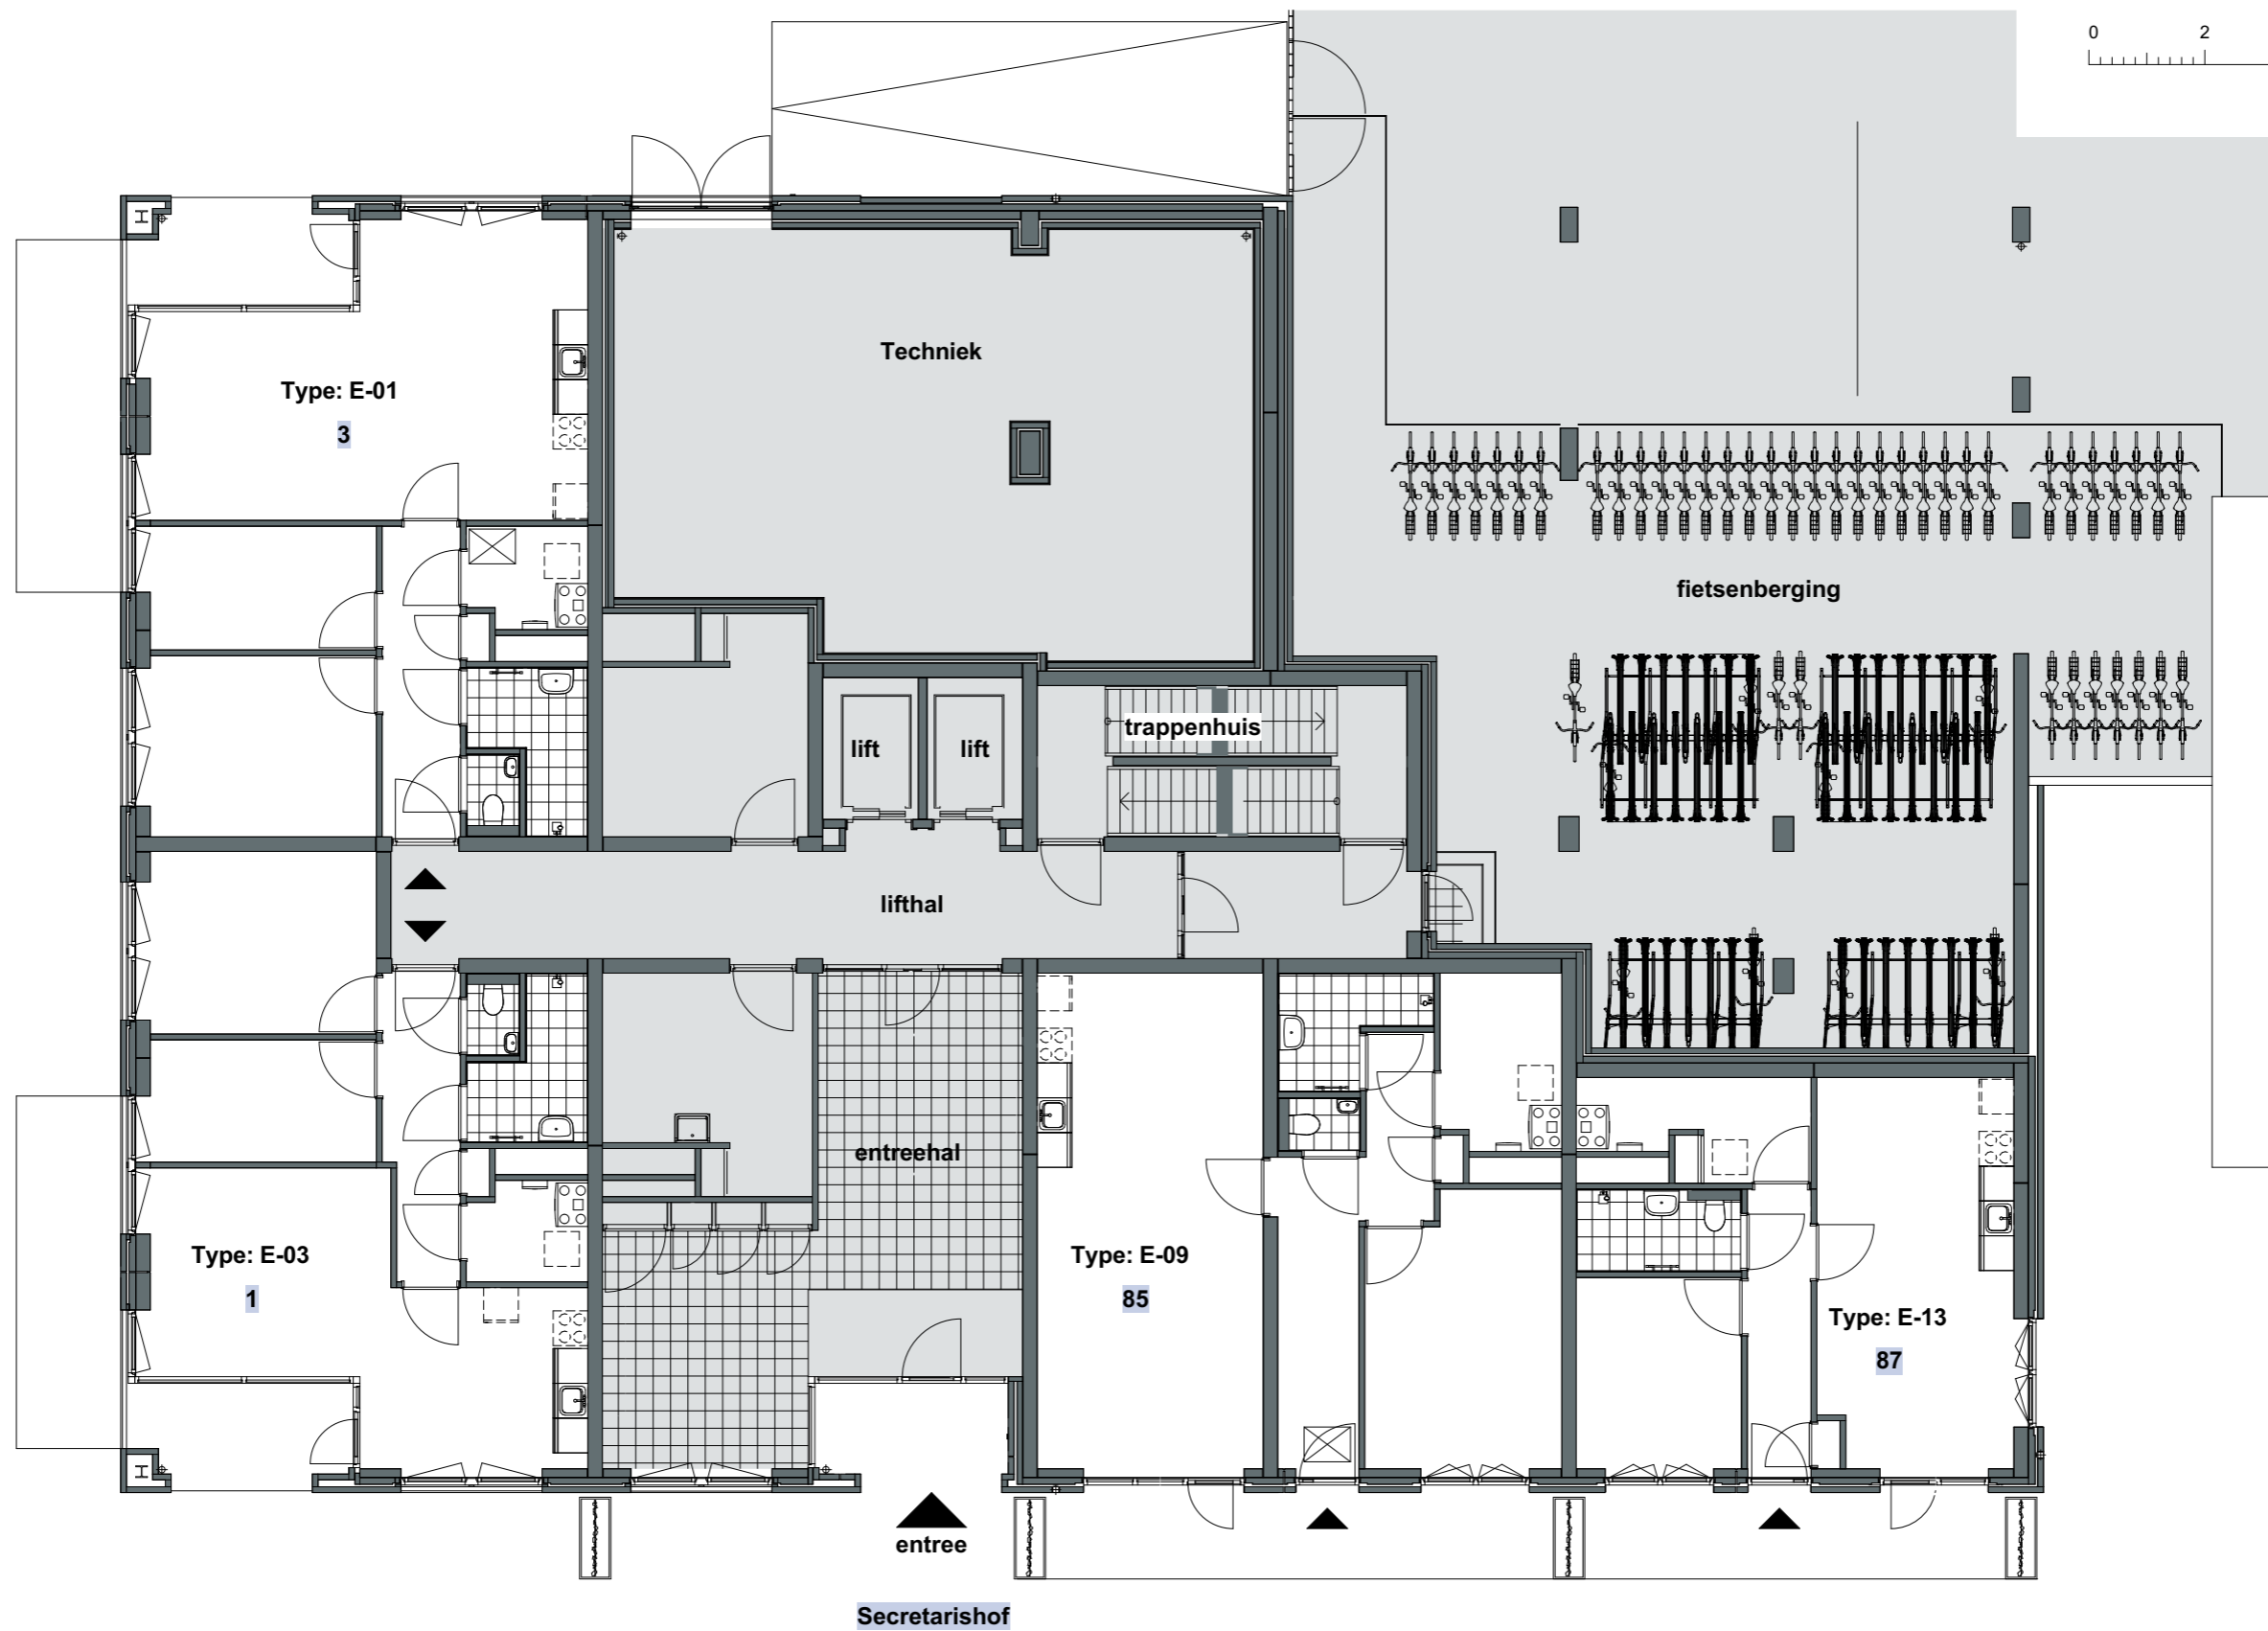 0 2
Techniek
Type: E-01
3
fietsenberging
trappenhuis
lift
lift
lifthal
entreehal
Type: E-03
1
Type: E-09
85
Type: E-13
87
entree
Secretarishof